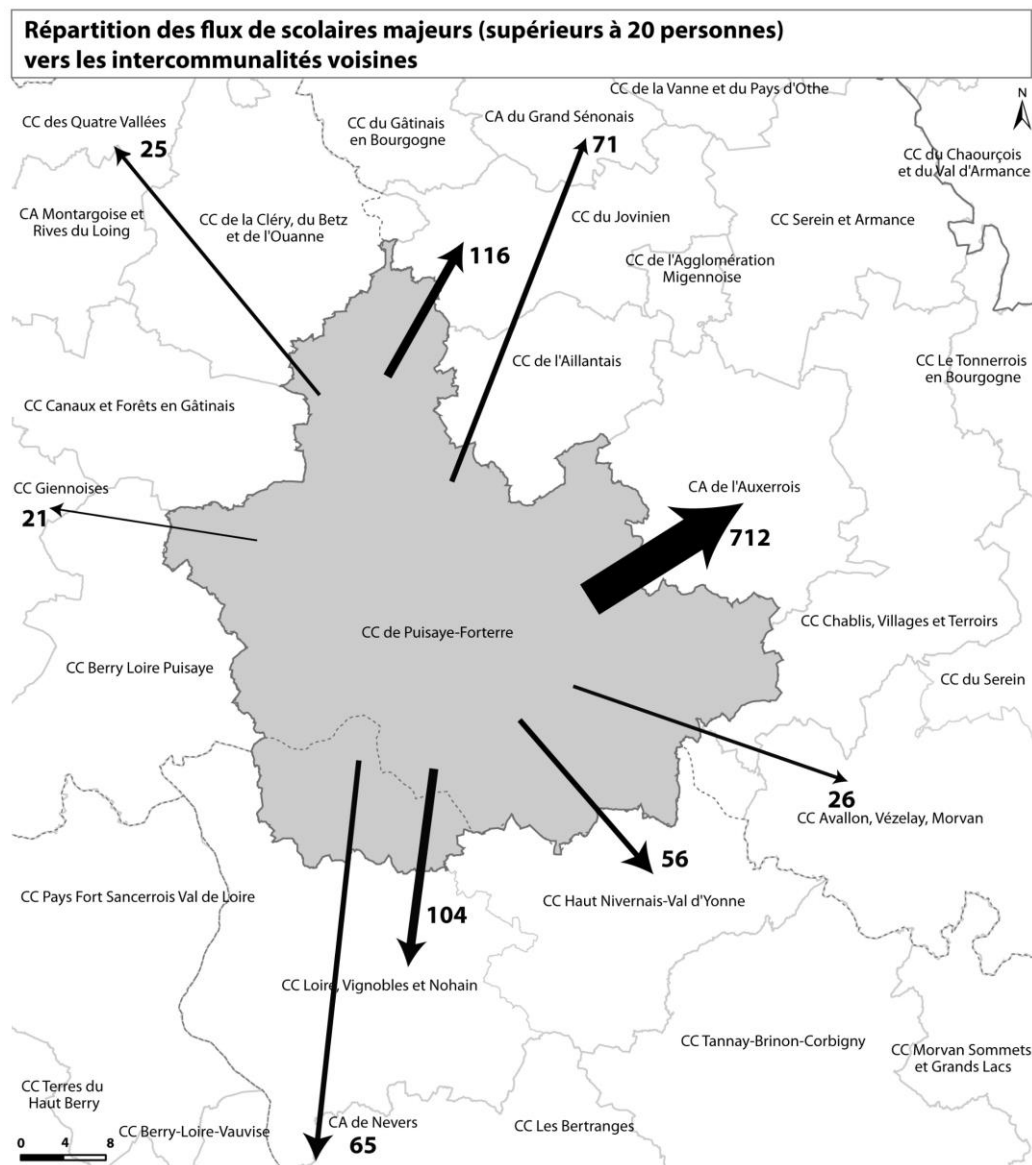 Répartition des flux de scolaires majeurs (supérieurs à 20 personnes)
vers les intercommunalités voisines
CC de la Vanne et du Pays d'Othe
N
CC des Quatre Vallées
25
CC du Gâtinais
en Bourgogne
CA du Grand Sénonais
71
CC du Chaourçois
et du Val d'Armance
CA Montargoise et
Rives du Loing
CC de la Cléry, du Betz
et de l'Ouanne
CC du Jovinien
CC Serein et Armance
116
CC de l'Agglomération
Migennoise
CC de l'Aillantais
CC Le Tonnerrois
en Bourgogne
CC Canaux et Forêts en Gâtinais
CC Giennoises
21
CA de l'Auxerrois
712
CC de Puisaye-Forterre
CC Chablis, Villages et Terroirs
CC Berry Loire Puisaye
CC du Serein
26
CC Avallon, Vézelay, Morvan
56
CC Pays Fort Sancerrois Val de Loire
CC Haut Nivernais-Val d'Yonne
104
CC Loire, Vignobles et Nohain
CC Tannay-Brinon-Corbigny
CC Morvan Sommets
et Grands Lacs
CC Terres du
Haut Berry
CC Berry-Loire-Vauvise
CA de Nevers
65
CC Les Bertranges
0 4 8